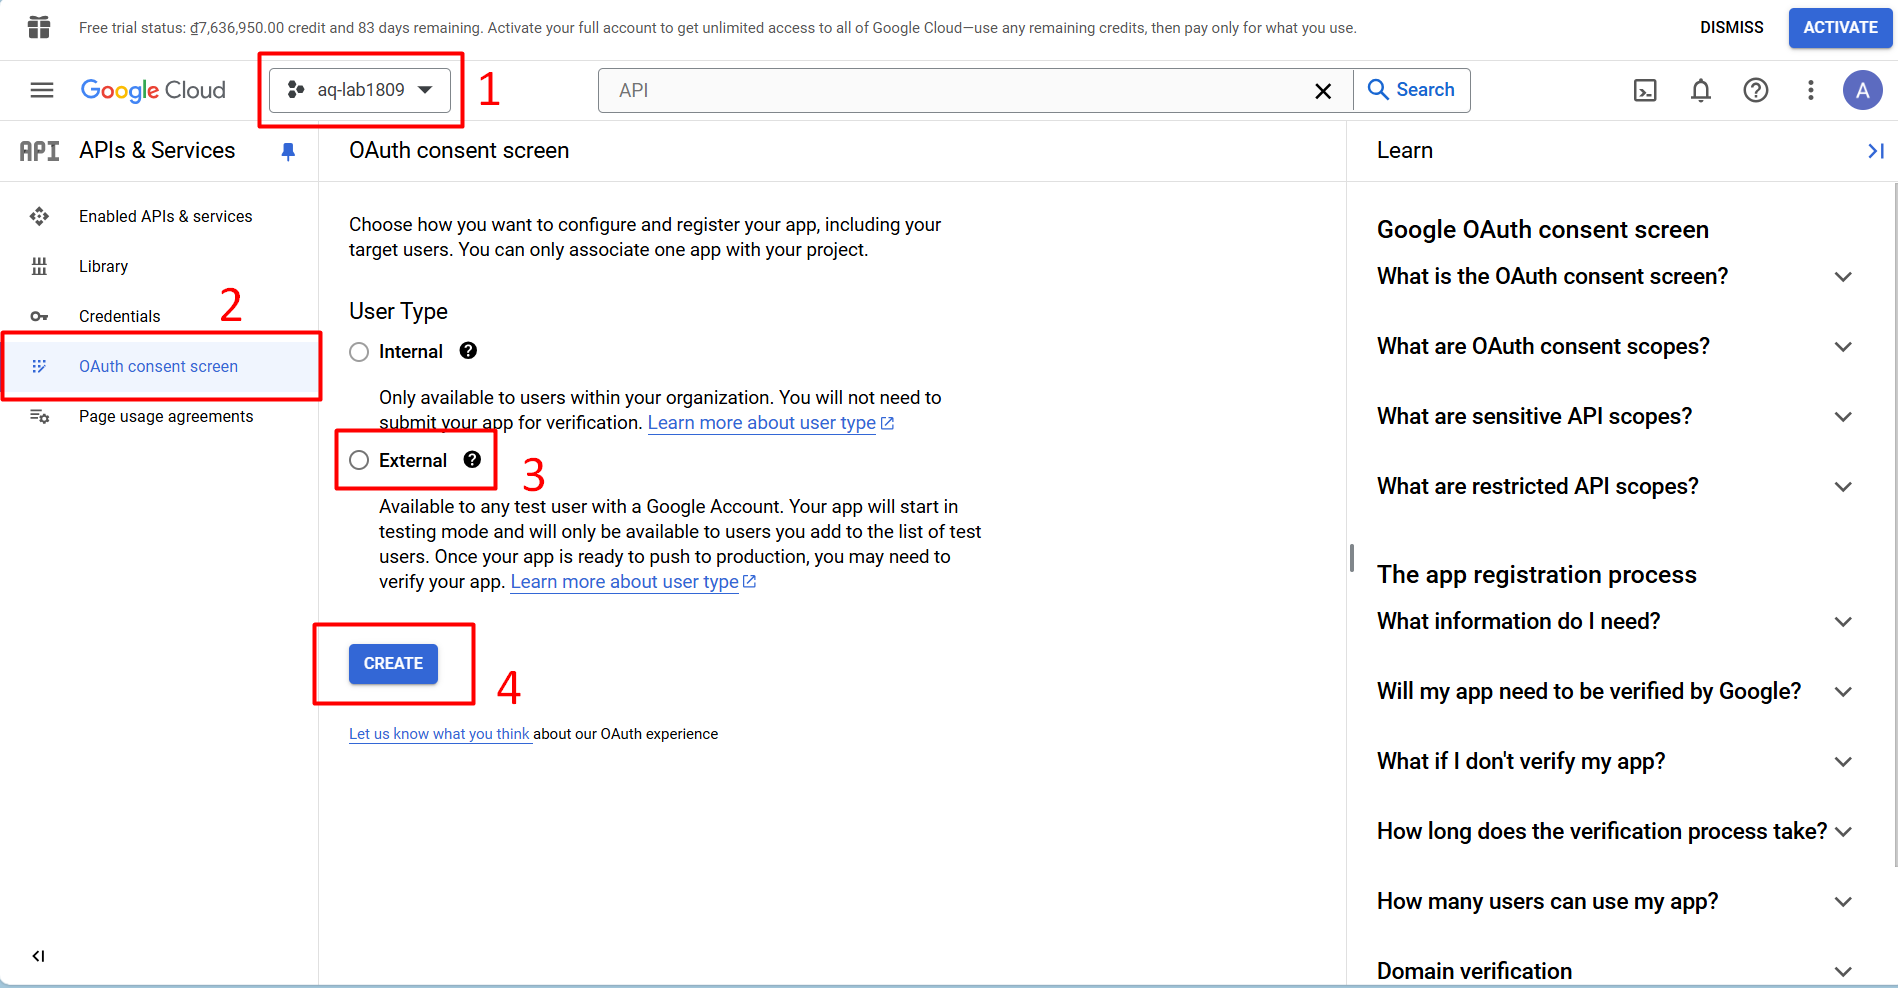 Free trial status: ₫7,636,950.00 credit and 83 days remaining. Activate your full account to get unlimited access to all of Google Cloud—use any remaining credits, then pay only for what you use.
DISMISS
ACTIVATE
Google Cloud
aq-lab1809
1
API
Search
A
API
APIs & Services
Enabled APIs & services
Library
Credentials
2
OAuth consent screen
Page usage agreements
OAuth consent screen
Choose how you want to configure and register your app, including your
target users. You can only associate one app with your project.
User Type
Internal
Only available to users within your organization. You will not need to
submit your app for verification. Learn more about user type
External
3
Available to any test user with a Google Account. Your app will start in
testing mode and will only be available to users you add to the list of test
users. Once your app is ready to push to production, you may need to
verify your app. Learn more about user type
CREATE
4
Let us know what you think about our OAuth experience
Learn
Google OAuth consent screen
What is the OAuth consent screen?
What are OAuth consent scopes?
What are sensitive API scopes?
What are restricted API scopes?
The app registration process
What information do I need?
Will my app need to be verified by Google?
What if I don't verify my app?
How long does the verification process take?
How many users can use my app?
Domain verification